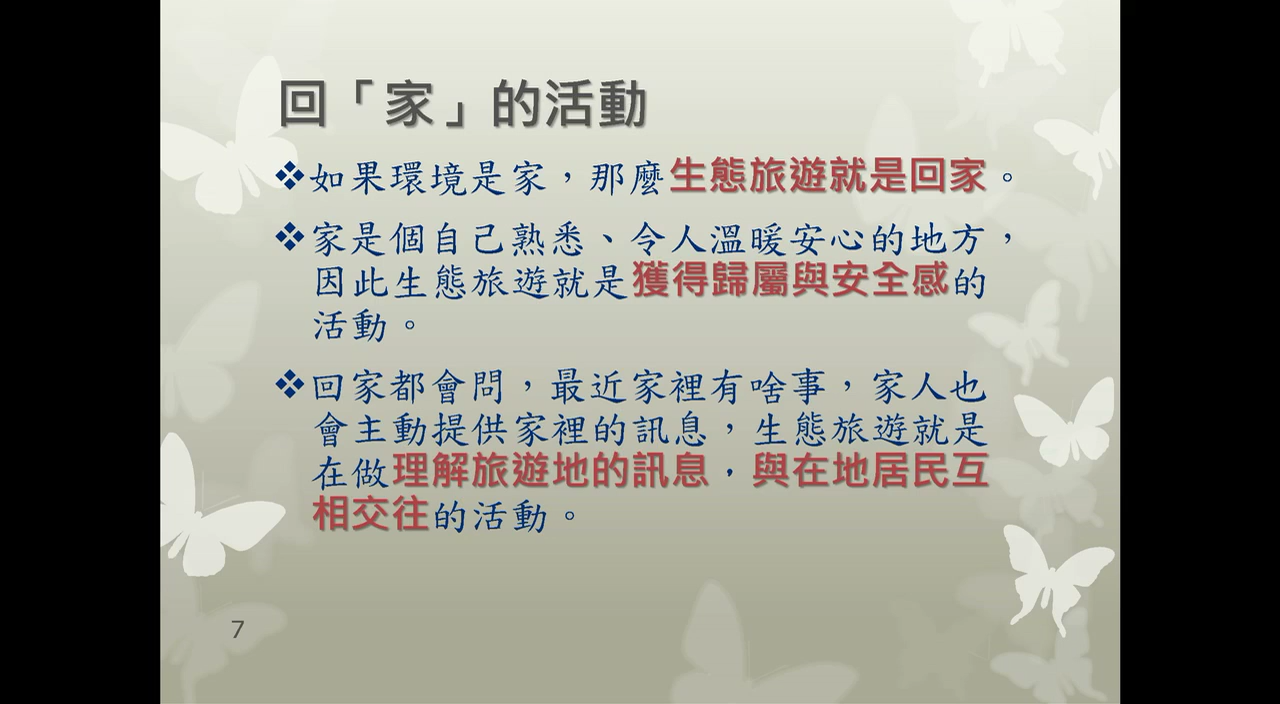 回「家」的活動
❖如果環境是家，那麼生態旅遊就是回家。
❖家是個自己熟悉、令人溫暖安心的地方，
因此生態旅遊就是獲得歸屬與安全感的
活動。
❖回家都會問，最近家裡有啥事，家人也
會主動提供家裡的訊息，生態旅遊就是
在做理解旅遊地的訊息，與在地居民互
相交往的活動。
7